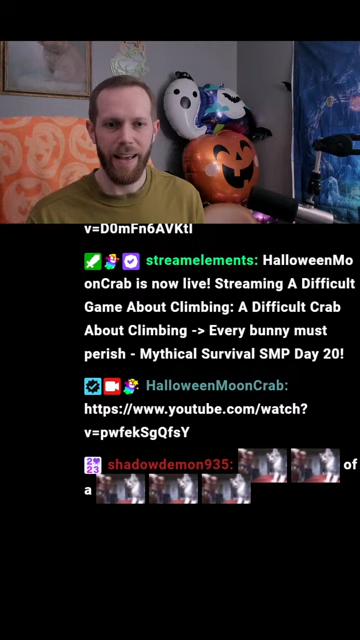 v=D0mFn6AVKtI
streamelements: HalloweenMo
onCrab is now live! Streaming A Difficult
Game About Climbing: A Difficult Crab
About Climbing -> Every bunny must
perish - Mythical Survival SMP Day 20!
HalloweenMoonCrab:
https://www.youtube.com/watch?
v=pwfekSgQfsY
2023 shadowdemon935: of
a